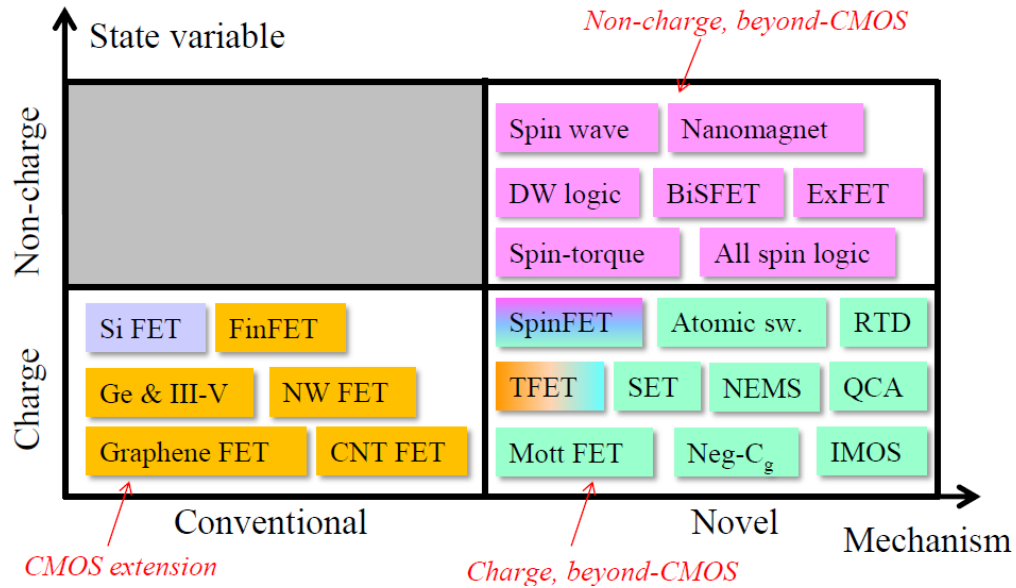 State variable
Non-charge, beyond-CMOS
Non-charge
Spin wave
Nanomagnet
DW logic
BiSFET
ExFET
Spin-torque
All spin logic
Charge
Si FET
FinFET
Ge & III-V
NW FET
Graphene FET
CNT FET
SpinFET
Atomic sw.
RTD
TFET
SET
NEMS
QCA
Mott FET
Neg-Cg
IMOS
Conventional
Novel
Mechanism
CMOS extension
Charge, beyond-CMOS